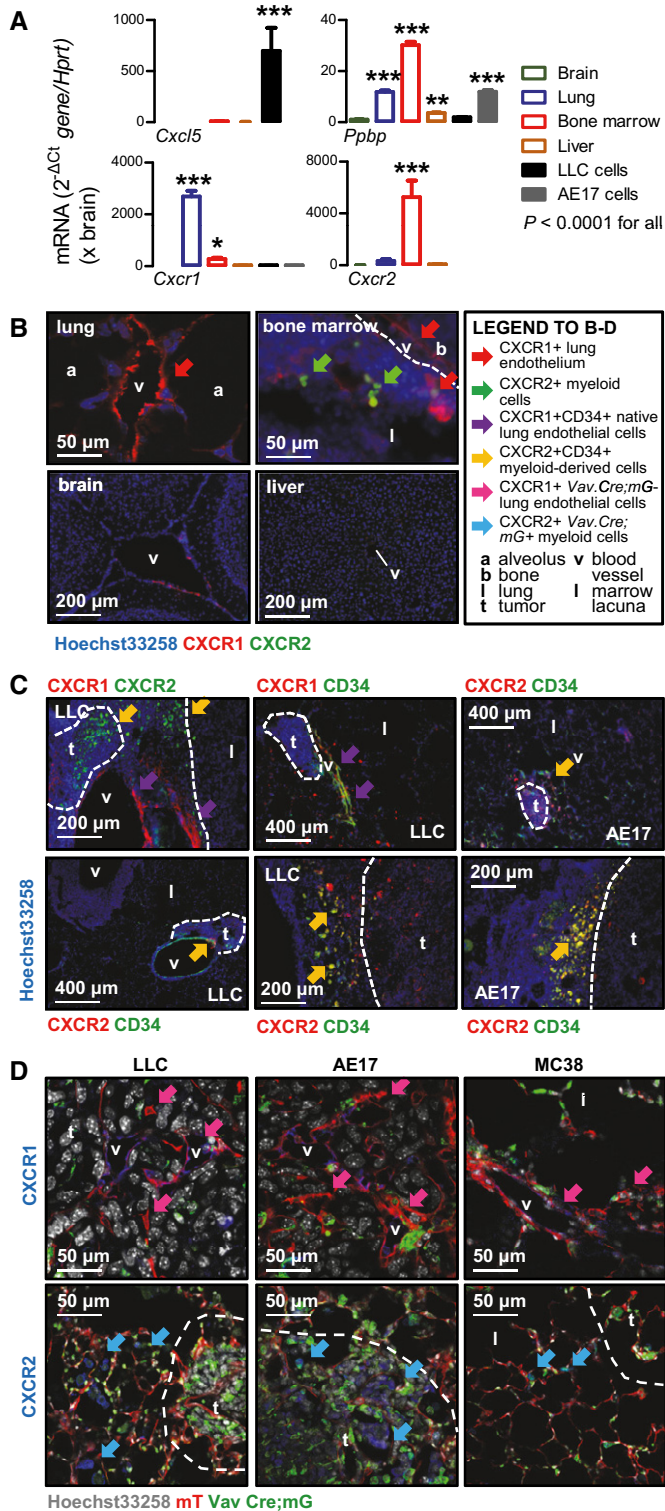 A
mRNA (2^-ΔCt gene/Hprt)
(x brain)
1000
500
0
***
Cxcl5
40
20
0
***
***
**
***
Ppbp
4000
2000
0
***
*
Cxcr1
8000
4000
0
***
Cxcr2
Brain
Lung
Bone marrow
Liver
LLC cells
AE17 cells
P < 0.0001 for all
B
lung
a
v
a
50 µm
bone marrow
v
b
l
50 µm
brain
v
200 µm
liver
v
200 µm
Hoechst33258 CXCR1 CXCR2
LEGEND TO B-D
CXCR1+ lung
endothelium
CXCR2+ myeloid
cells
CXCR1+CD34+ native
lung endothelial cells
CXCR2+CD34+
myeloid-derived cells
CXCR1+ Vav.Cre;mG-
lung endothelial cells
CXCR2+ Vav.Cre;
mG+ myeloid cells
a alveolus v blood
b bone vessel
l lung l marrow
t tumor lacuna
C
Hoechst33258
CXCR1 CXCR2
LLC
t
l
v
200 µm
CXCR1 CD34
t
v
400 µm
LLC
CXCR2 CD34
400 µm
l
v
t
AE17
v
l
t
v
400 µm
LLC
CXCR2 CD34
LLC
t
200 µm
CXCR2 CD34
200 µm
t
AE17
CXCR2 CD34
D
LLC
AE17
MC38
CXCR1
t
v
v
50 µm
v
v
50 µm
l
v
50 µm
CXCR2
50 µm
t
50 µm
t
50 µm
l
t
Hoechst33258 mT Vav Cre;mG